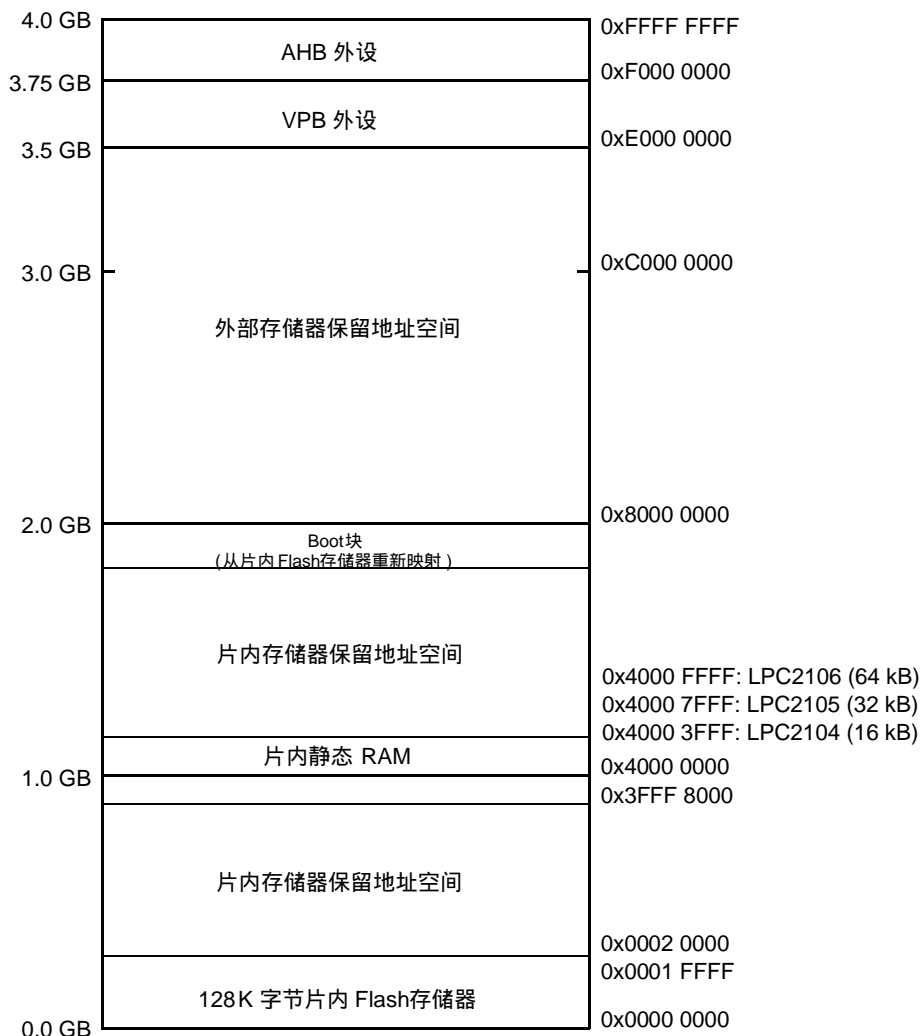 4.0 GB
0xFFFF FFFF
AHB 外设
3.75 GB
0xF000 0000
VPB 外设
3.5 GB
0xE000 0000
3.0 GB
0xC000 0000
外部存储器保留地址空间
2.0 GB
0x8000 0000
Boot块
(从片内 Flash存储器重新映射 )
片内存储器保留地址空间
0x4000 FFFF: LPC2106 (64 kB)
0x4000 7FFF: LPC2105 (32 kB)
0x4000 3FFF: LPC2104 (16 kB)
片内静态 RAM
0x4000 0000
1.0 GB
0x3FFF 8000
片内存储器保留地址空间
0x0002 0000
0x0001 FFFF
128K 字节片内 Flash存储器
0x0000 0000
0.0 GB